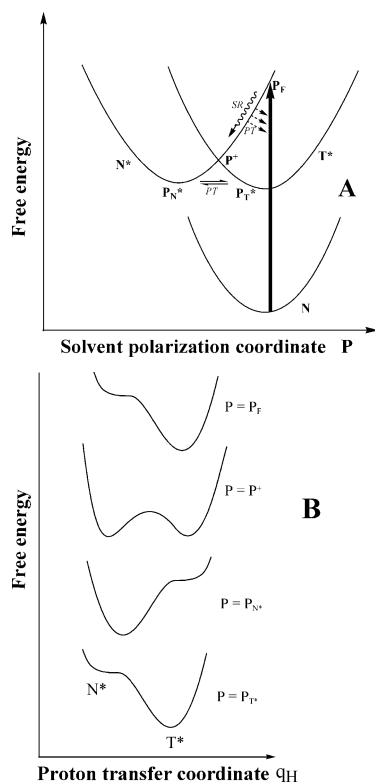 Free energy
P_F
SR
PT
N*
P⁺
T*
P_N*
PT
P_T*
A
N
Solvent polarization coordinate P
Free energy
P = P_F
P = P⁺
B
P = P_N*
N*
P = P_T*
T*
Proton transfer coordinate q_H